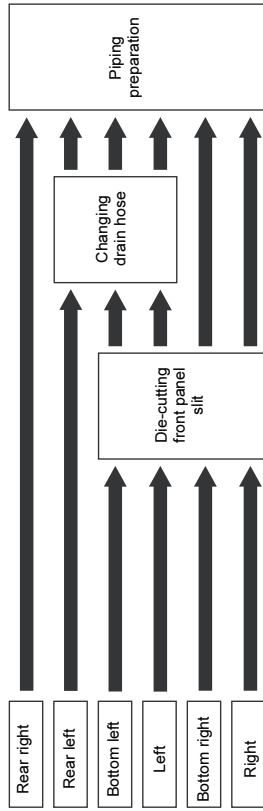 Rear right
Rear left
Bottom left
Left
Bottom right
Right
Die-cutting
front panel
slit
Changing
drain hose
Piping
preparation